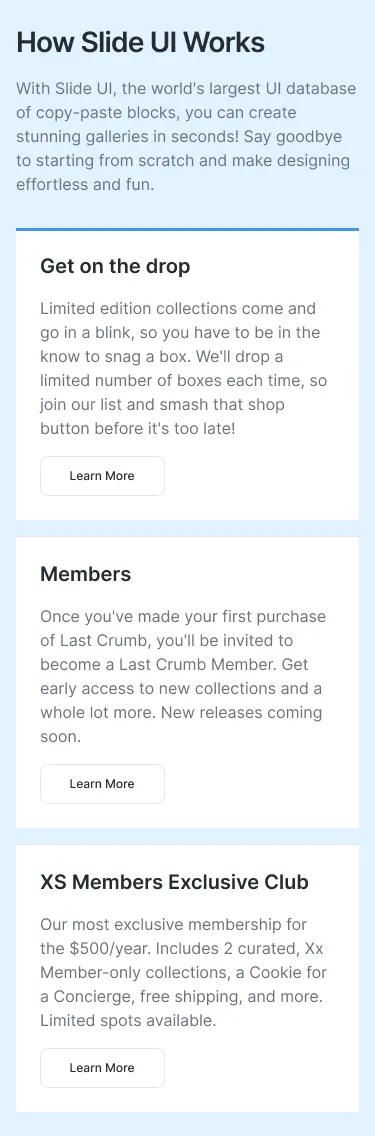 How Slide UI Works
With Slide UI, the world's largest UI database
of copy-paste blocks, you can create
stunning galleries in seconds! Say goodbye
to starting from scratch and make designing
effortless and fun.
Get on the drop
Limited edition collections come and
go in a blink, so you have to be in the
know to snag a box. We'll drop a
limited number of boxes each time, so
join our list and smash that shop
button before it's too late!
Learn More
Members
Once you've made your first purchase
of Last Crumb, you'll be invited to
become a Last Crumb Member. Get
early access to new collections and a
whole lot more. New releases coming
soon.
Learn More
XS Members Exclusive Club
Our most exclusive membership for
the $500/year. Includes 2 curated, Xx
Member-only collections, a Cookie for
a Concierge, free shipping, and more.
Limited spots available.
Learn More